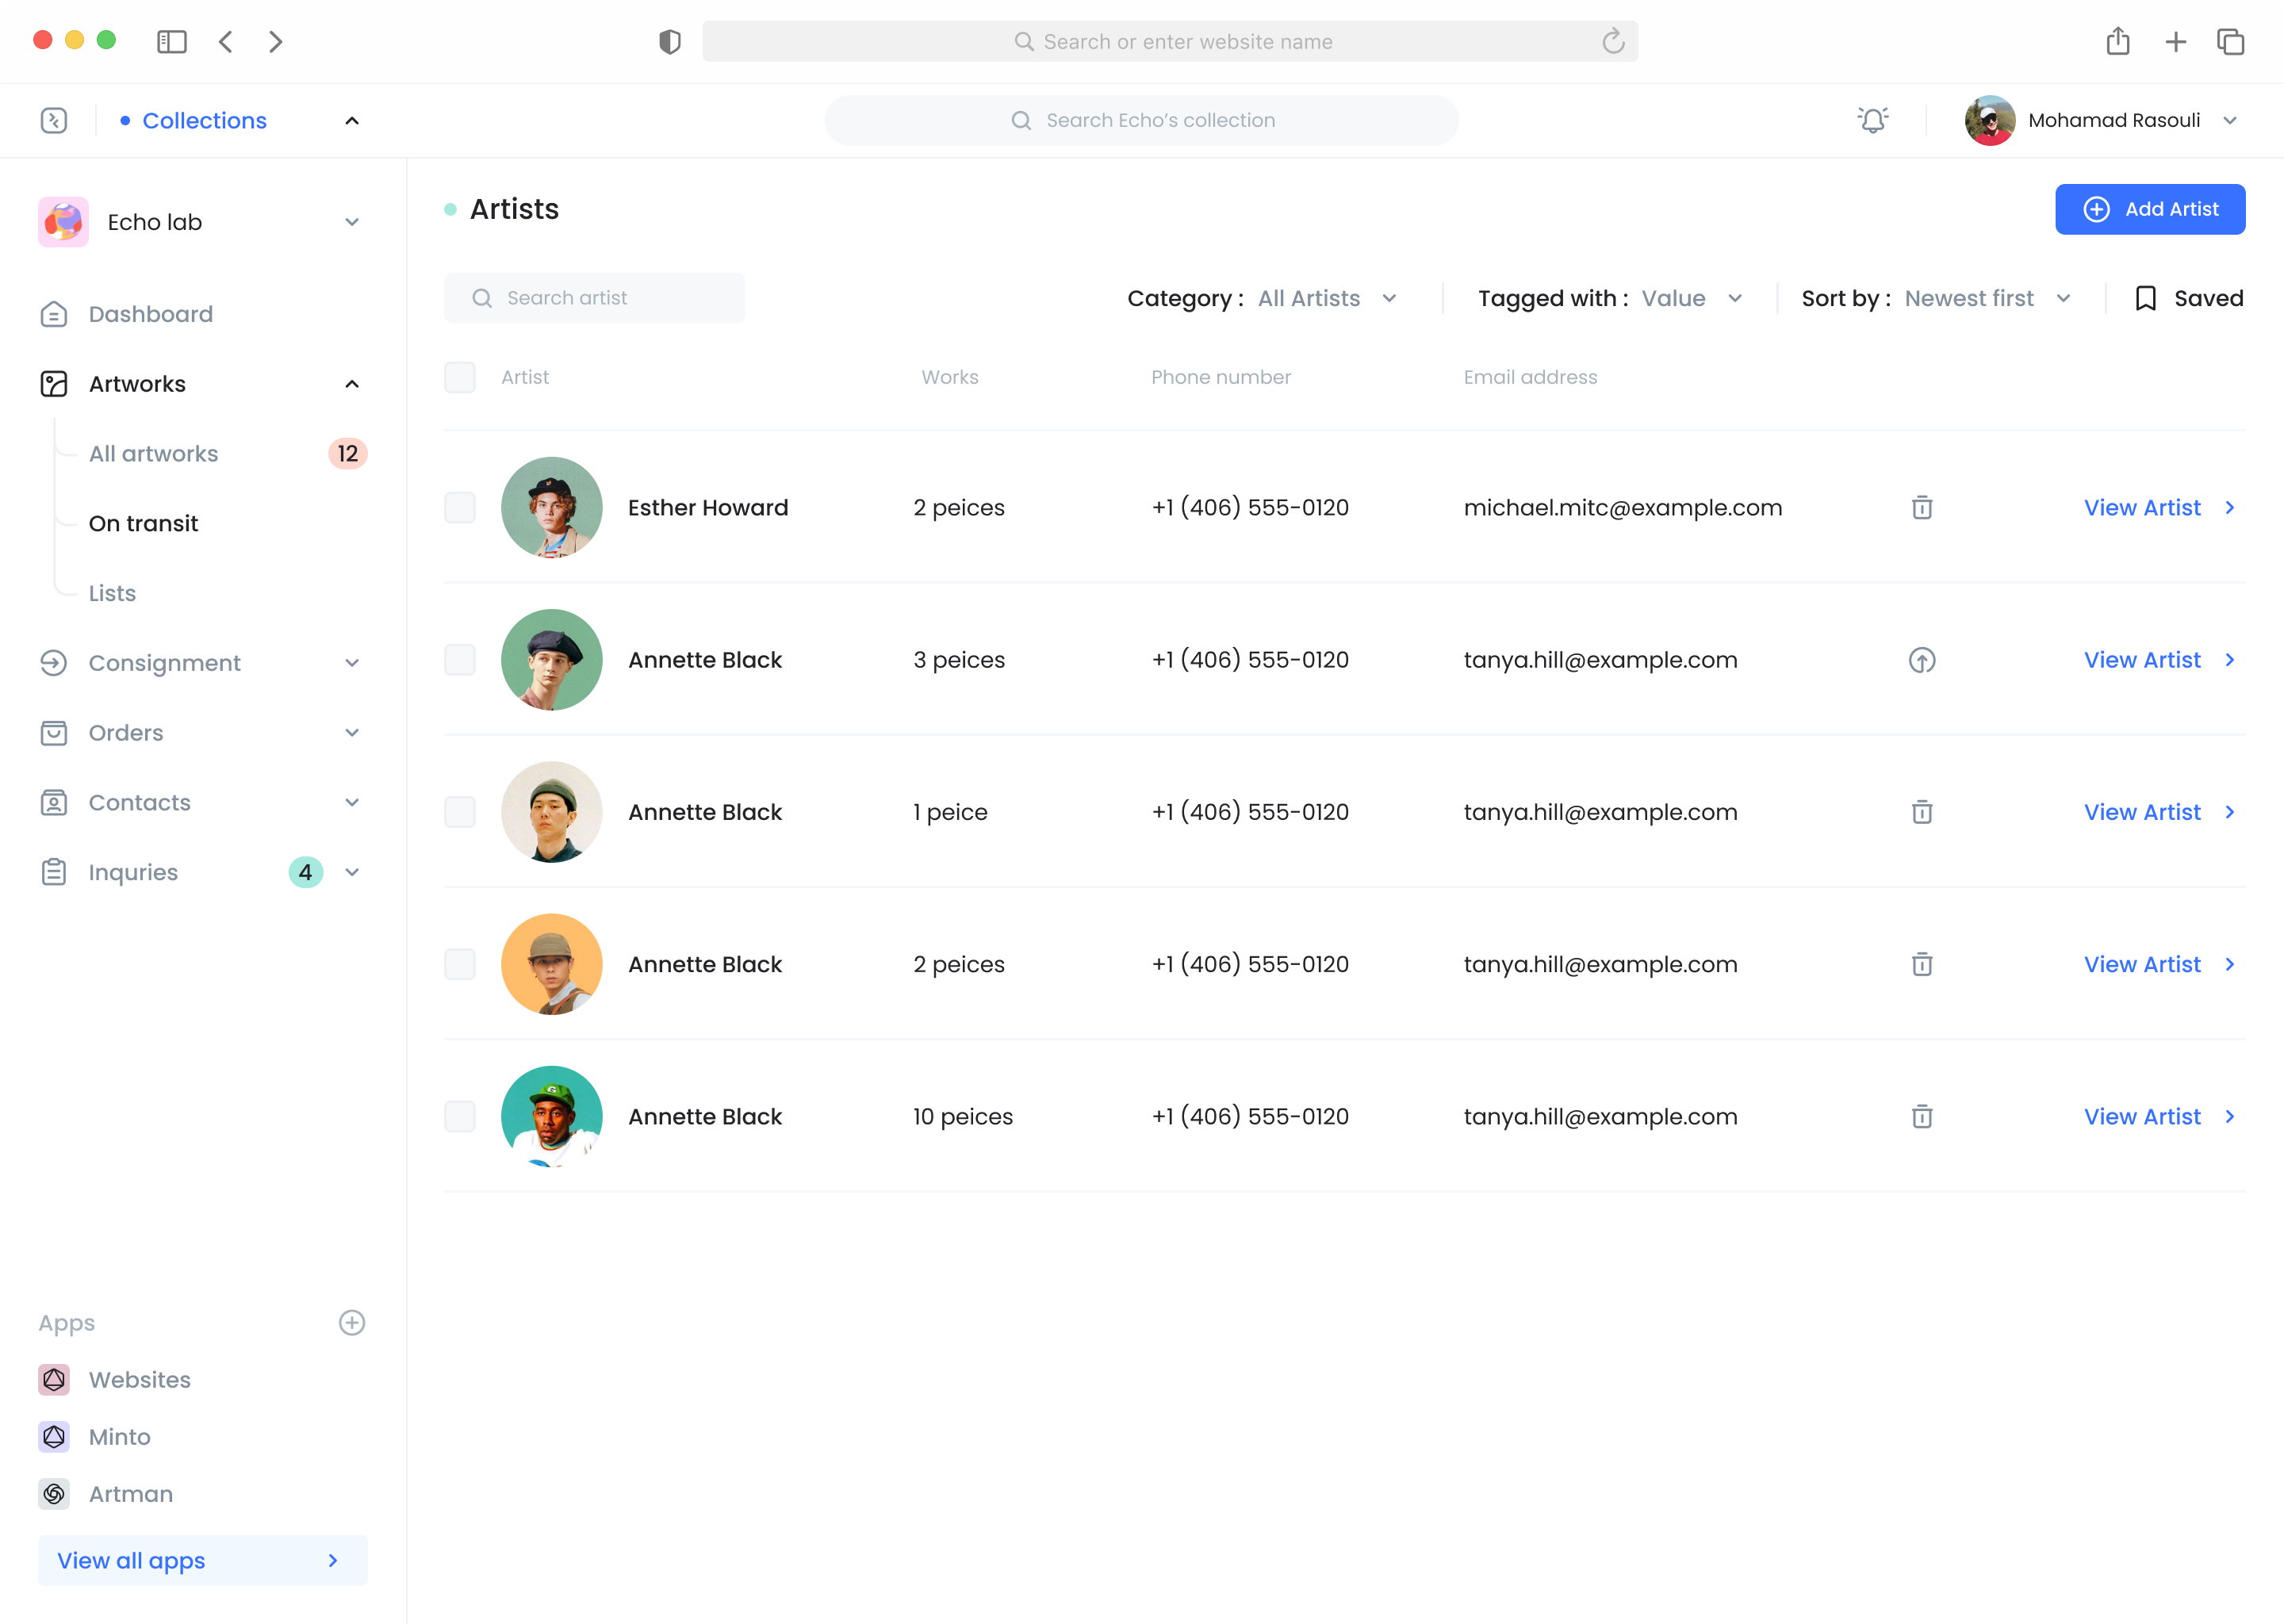 Search or enter website name
Collections
Search Echo’s collection
Mohamad Rasouli
Echo lab
Dashboard
Artworks
All artworks 12
On transit
Lists
Consignment
Orders
Contacts
Inquries 4
Apps
Websites
Minto
Artman
View all apps
Artists
Add Artist
Search artist
Category : All Artists
Tagged with : Value
Sort by : Newest first
Saved
Artist Works Phone number Email address
Esther Howard 2 peices +1 (406) 555-0120 michael.mitc@example.com View Artist
Annette Black 3 peices +1 (406) 555-0120 tanya.hill@example.com View Artist
Annette Black 1 peice +1 (406) 555-0120 tanya.hill@example.com View Artist
Annette Black 2 peices +1 (406) 555-0120 tanya.hill@example.com View Artist
Annette Black 10 peices +1 (406) 555-0120 tanya.hill@example.com View Artist